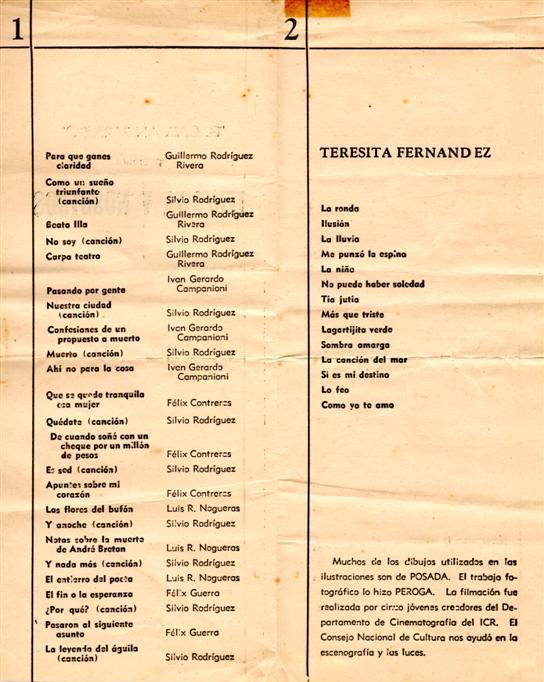 1
Para que ganes
claridad
Guillermo Rodríguez
Rivera
Como un sueño
triunfante
(canción)
Silvio Rodríguez
Beata Illa
Guillermo Rodríguez
Rivera
No soy (canción)
Silvio Rodríguez
Carpa teatro
Guillermo Rodríguez
Rivera
Pasando por gente
Ivan Gerardo
Campanioni
Nuestra ciudad
(canción)
Silvio Rodríguez
Confesiones de un
propuesto a muerto
Ivan Gerardo
Campanioni
Muerto (canción)
Silvio Rodríguez
Ahí no para la cosa
Ivan Gerardo
Campanioni
Que se quede tranquila
esa mujer
Félix Contreras
Quédate (canción)
Silvio Rodríguez
De cuando soñé con un
cheque por un millón
de pesos
Félix Contreras
Es sed (canción)
Silvio Rodríguez
Apuntes sobre mi
corazón
Félix Contreras
Las flores del bufón
Luis R. Nogueras
Y anoche (canción)
Silvio Rodríguez
Notas sobre la muerte
de André Breton
Luis R. Nogueras
Y nada más (canción)
Silvio Rodríguez
El entierro del poeta
Luis R. Nogueras
El fin o la esperanza
Félix Guerra
¿Por qué? (canción)
Silvio Rodríguez
Pasaron al siguiente
asunto
Félix Guerra
La leyenda del águila
(canción)
Silvio Rodríguez
2
TERESITA FERNANDEZ
La ronda
Ilusión
La lluvia
Me punzó la espina
La niña
No puede haber soledad
Tía jutía
Más que triste
Lagartijita verde
Sombra amarga
La canción del mar
Si es mi destino
Lo feo
Como yo te amo
Muchos de los dibujos utilizados en las
ilustraciones son de POSADA. El trabajo fo-
tográfico lo hizo PEROGA. La filmación fue
realizada por cinco jóvenes creadores del De-
partamento de Cinematografía del ICR. El
Consejo Nacional de Cultura nos ayudó en la
escenografía y las luces.